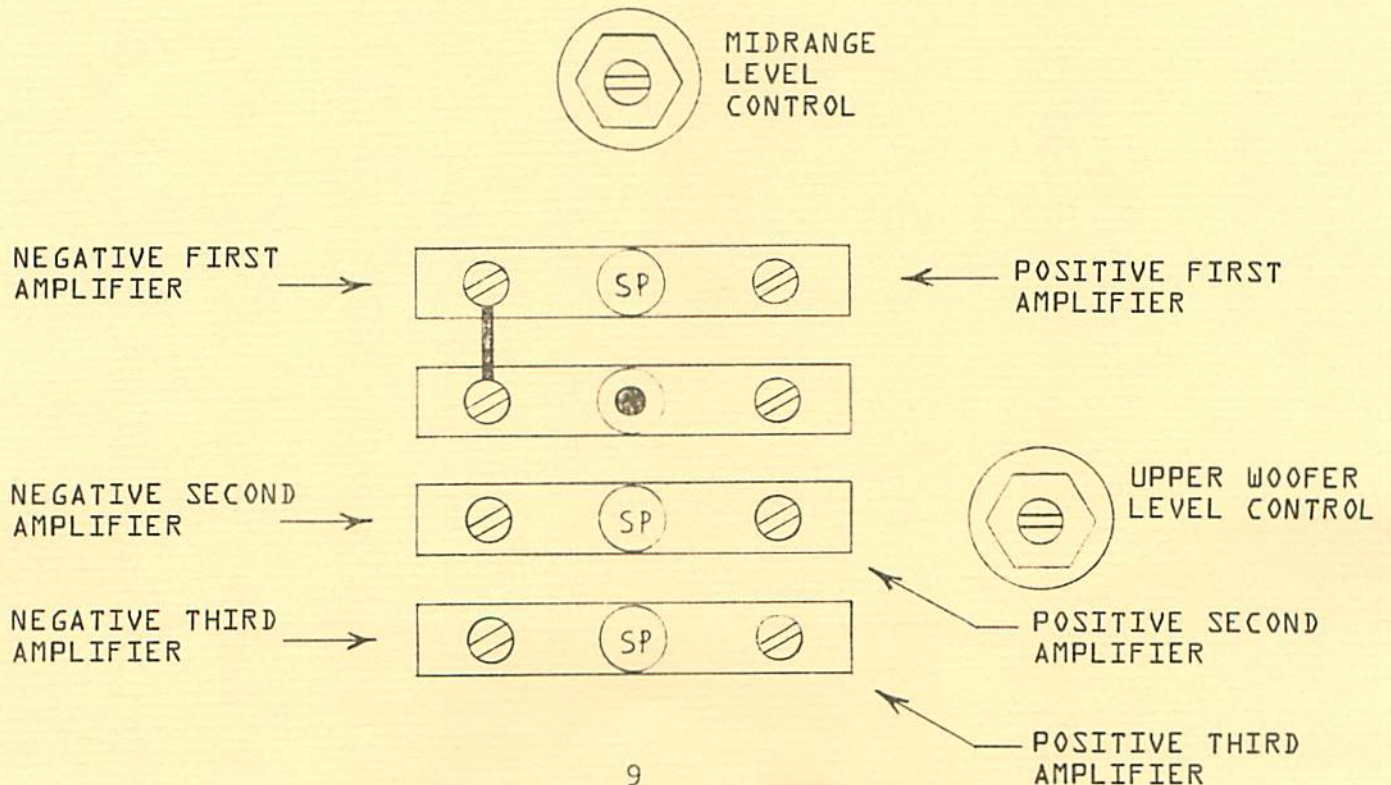 MIDRANGE
LEVEL
CONTROL
NEGATIVE FIRST
AMPLIFIER
SP
POSITIVE FIRST
AMPLIFIER
NEGATIVE SECOND
AMPLIFIER
SP
UPPER WOOFER
LEVEL CONTROL
NEGATIVE THIRD
AMPLIFIER
SP
POSITIVE SECOND
AMPLIFIER
POSITIVE THIRD
AMPLIFIER
9